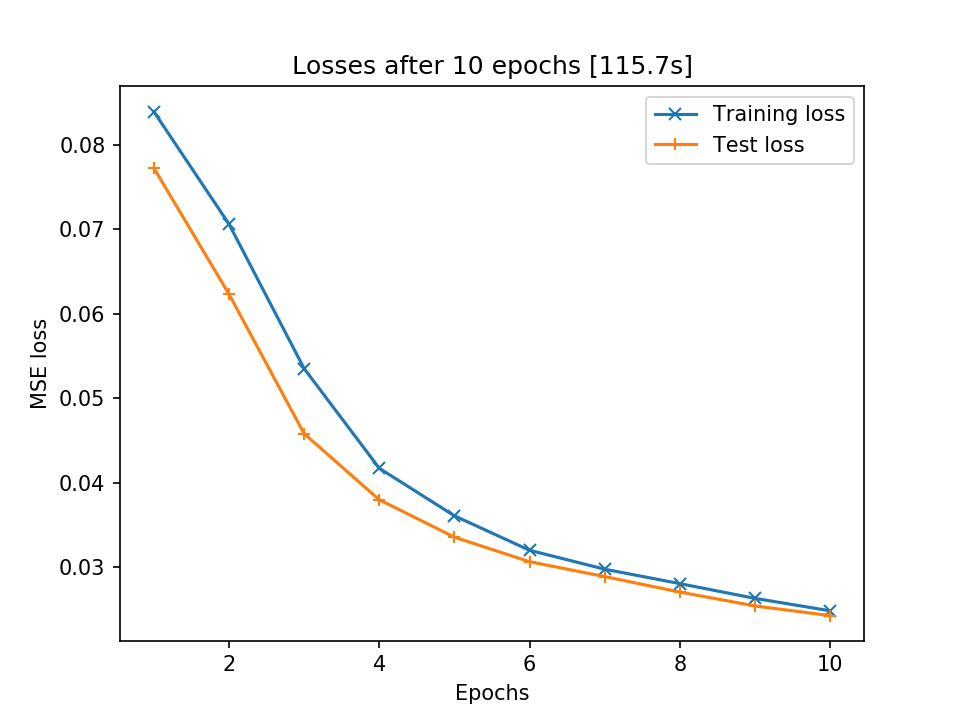 Losses after 10 epochs [115.7s]
Training loss
Test loss
0.08
0.07
0.06
0.05
0.04
0.03
MSE loss
2 4 6 8 10
Epochs